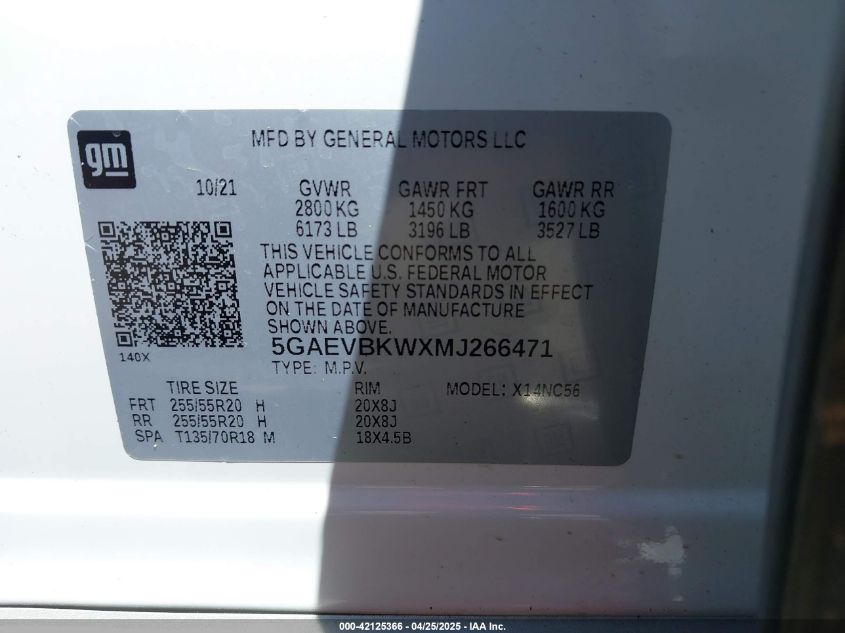 gm
MFD BY GENERAL MOTORS LLC
10/21 GVWR GAWR FRT GAWR RR
2800 KG 1450 KG 1600 KG
6173 LB 3196 LB 3527 LB
THIS VEHICLE CONFORMS TO ALL
APPLICABLE U.S. FEDERAL MOTOR
VEHICLE SAFETY STANDARDS IN EFFECT
ON THE DATE OF MANUFACTURE
SHOWN ABOVE.
140X
5GAEVBKWXMJ266471
TYPE: M.P.V.
TIRE SIZE RIM MODEL: X14NC56
FRT 255/55R20 H 20X8J
RR 255/55R20 H 20X8J
SPA T135/70R18 M 18X4.5B
000-42125366 - 04/25/2025 - IAA Inc.